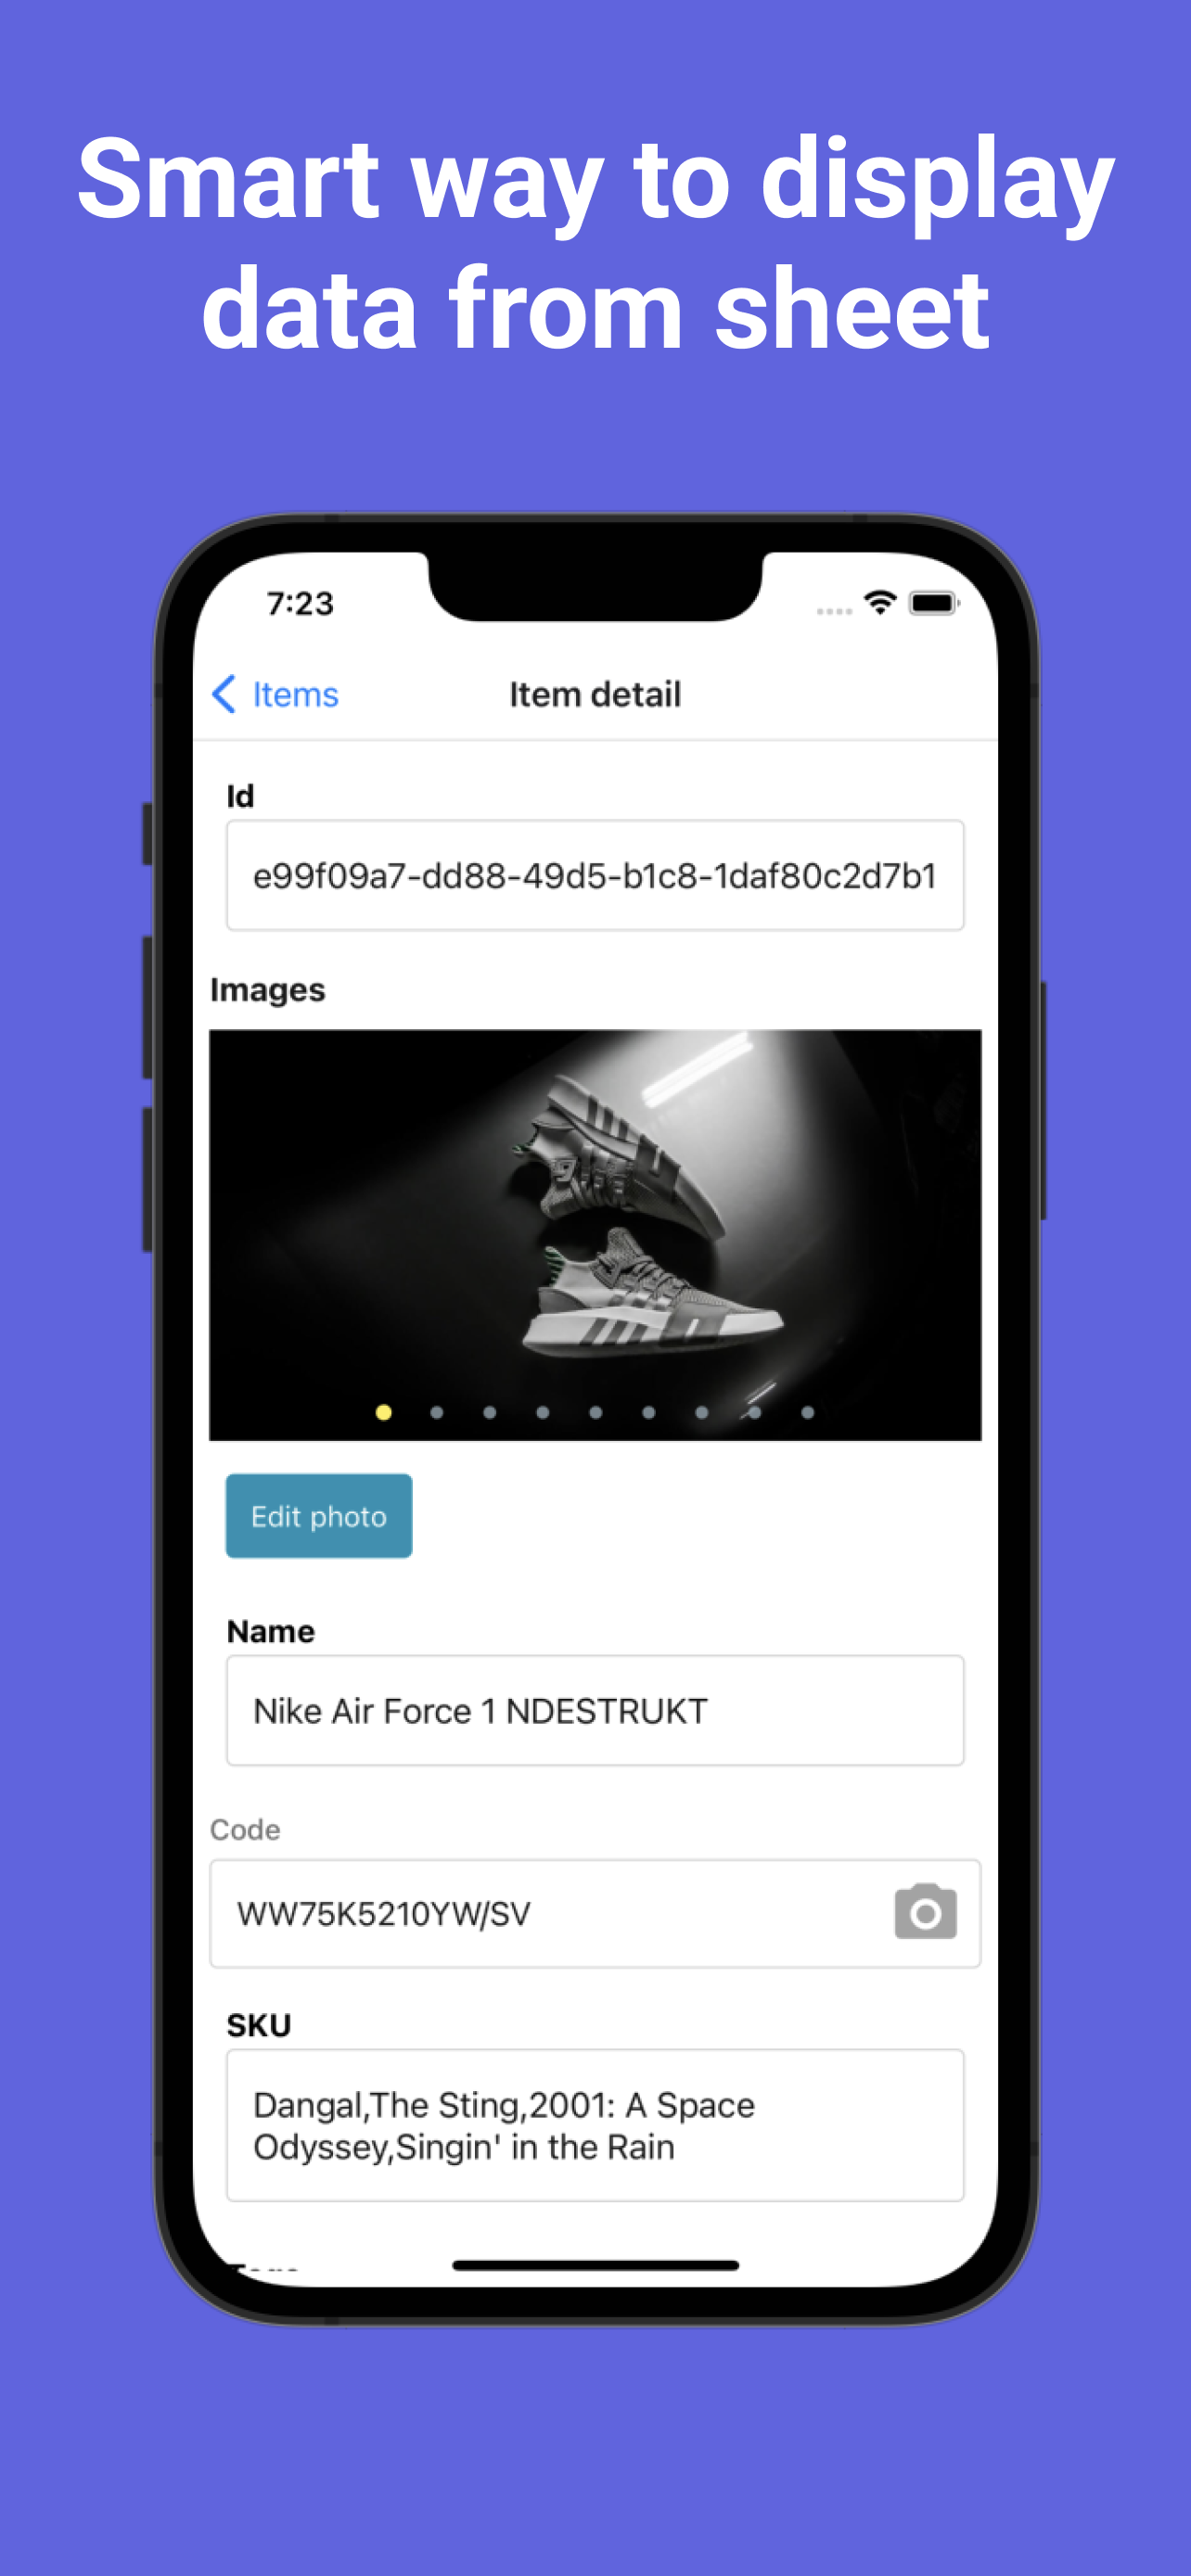 Smart way to display
data from sheet
7:23
Items
Item detail
Id
e99f09a7-dd88-49d5-b1c8-1daf80c2d7b1
Images
Edit photo
Name
Nike Air Force 1 NDESTRUKT
Code
WW75K5210YW/SV
SKU
Dangal,The Sting,2001: A Space
Odyssey,Singin' in the Rain